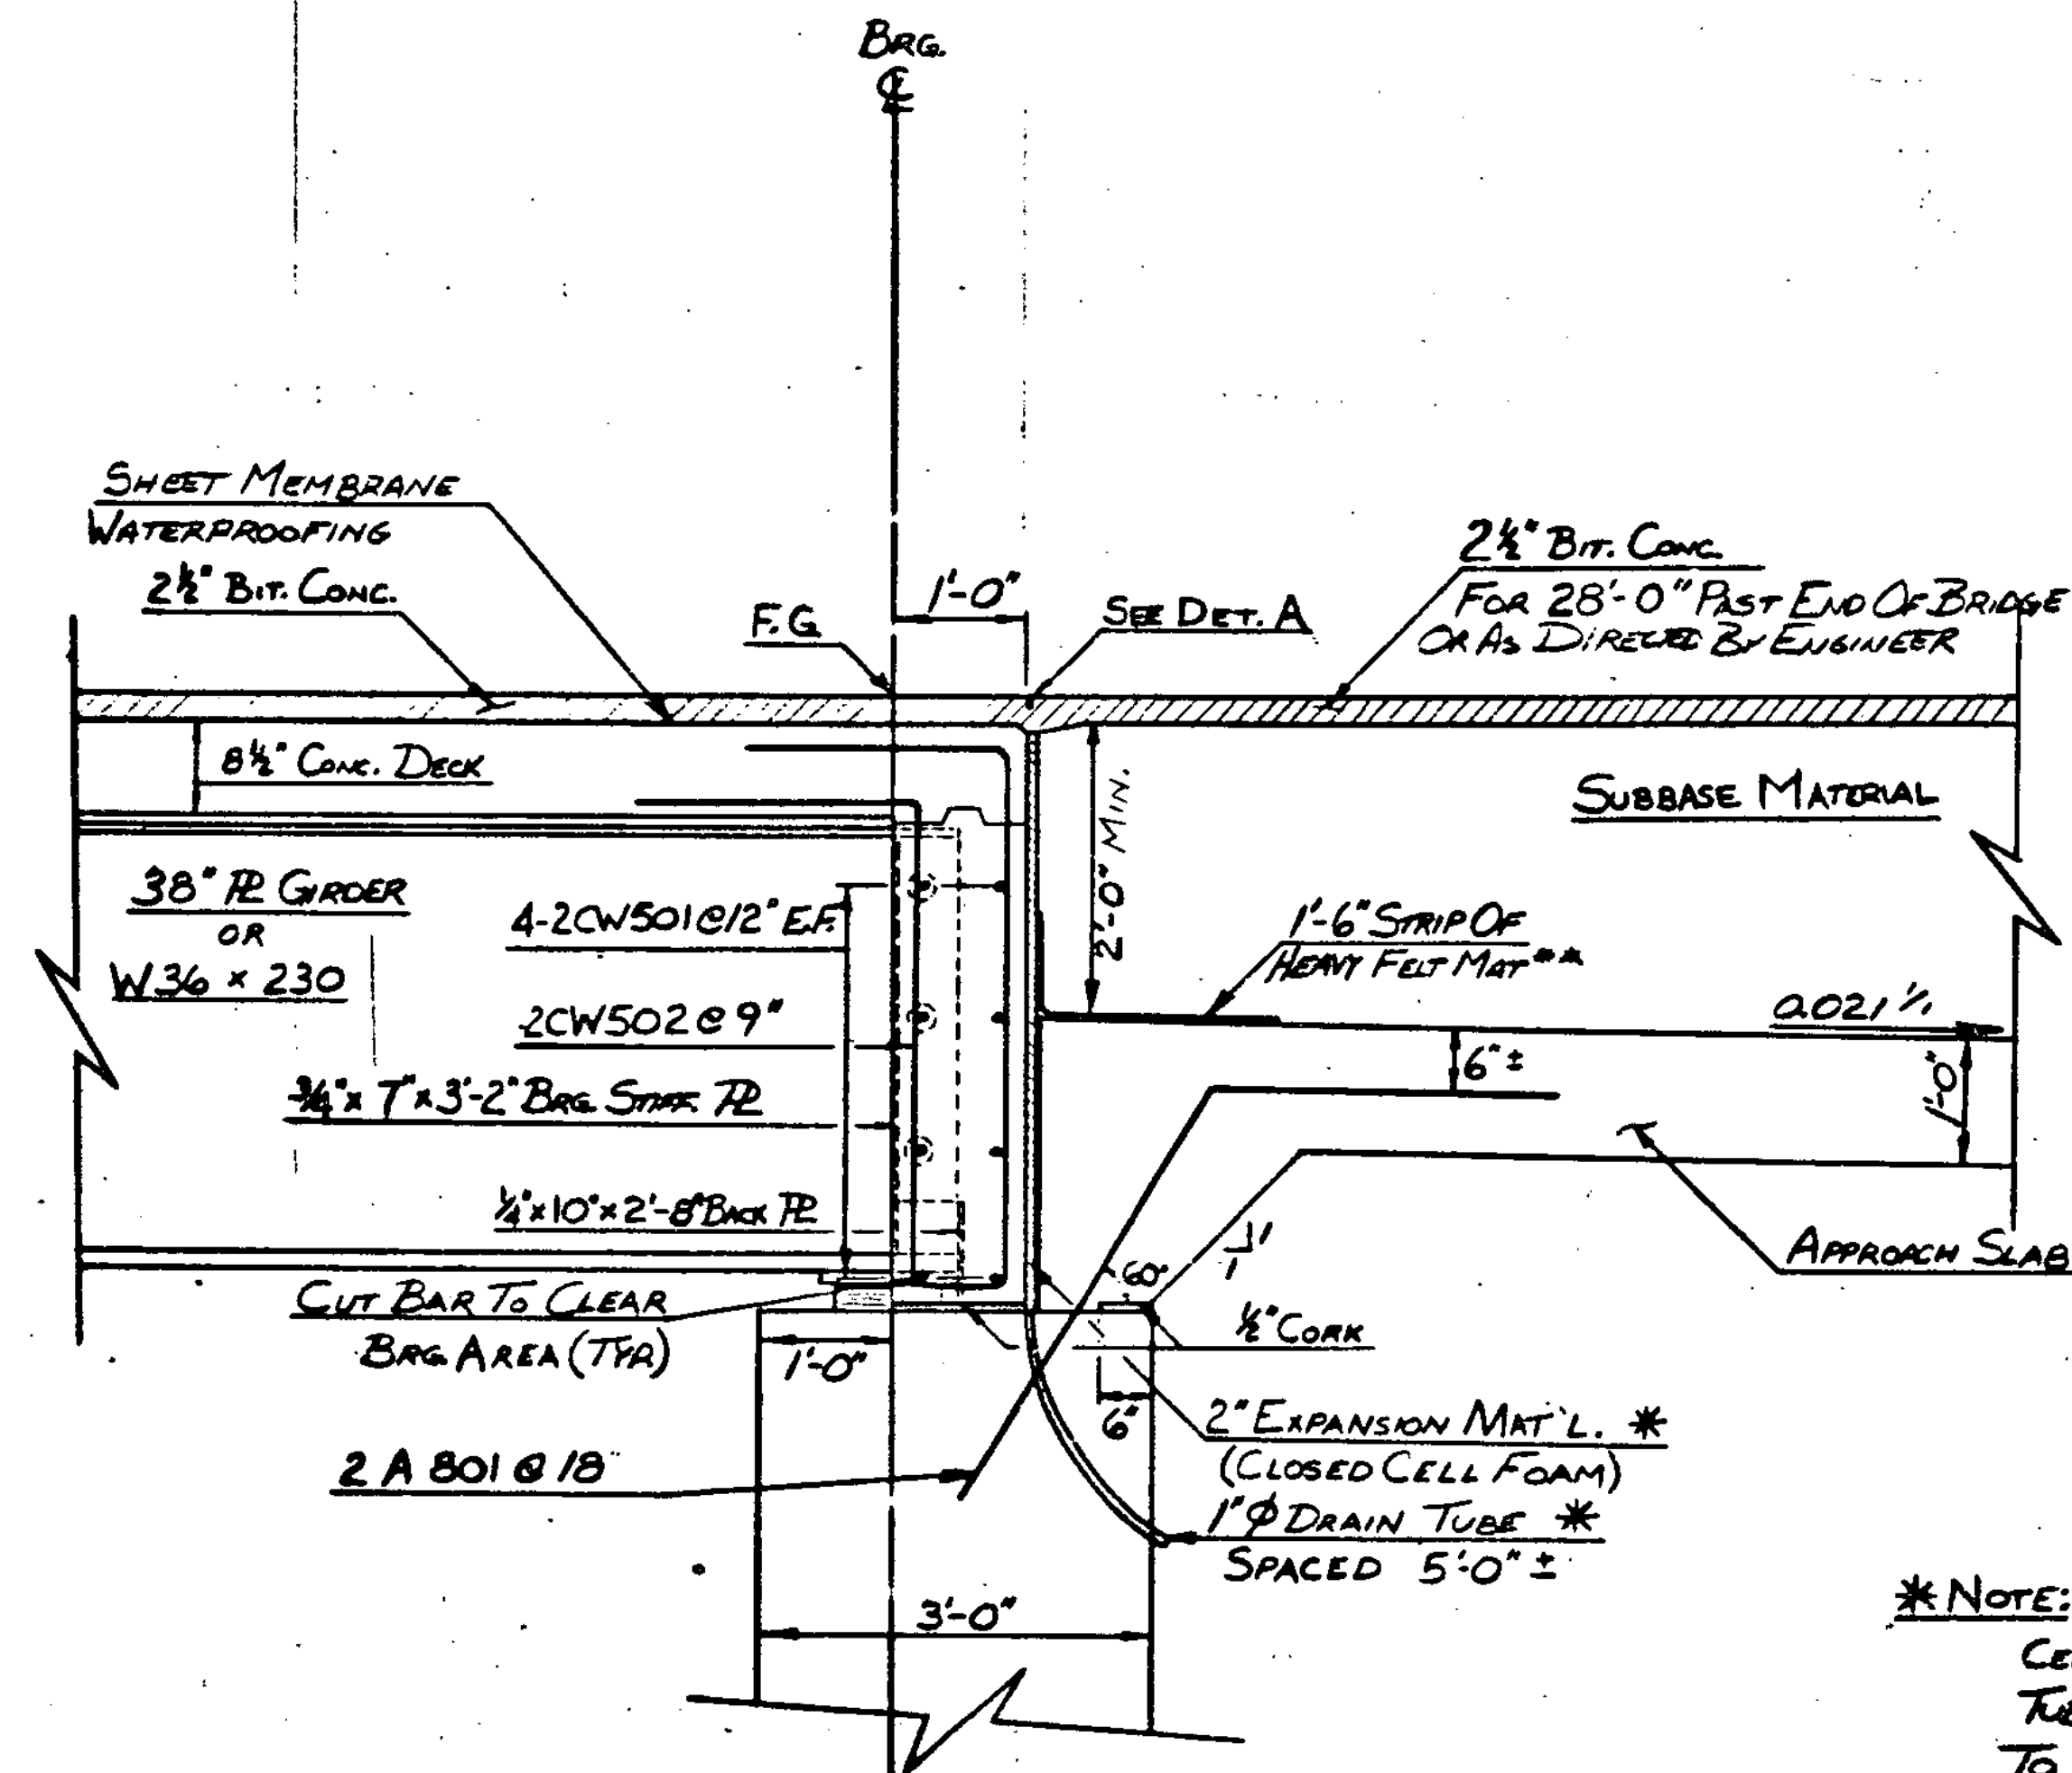 BRG.
℄
SHEET MEMBRANE
WATERPROOFING
2½" BIT. CONC.
F.G.
1'-0"
SEE DET. A
2½" BIT. CONC.
FOR 28'-0" PAST END OF BRIDGE
OR AS DIRECTED BY ENGINEER
8½" CONC. DECK
2'-0" MIN.
SUBBASE MATERIAL
38" PL GIRDER
OR
W 36 x 230
4-2CW501@12" E.F.
1'-6" STRIP OF
HEAVY FELT MAT**
2CW502@9"
0.021 1/1
6"±
1'-0"
¾" x 7" x 3'-2" BRG. STIFF. PL
¼" x 10" x 2'-8" BACK PL
1
1
60°
APPROACH SLAB
CUT BAR TO CLEAR
BRG. AREA (TYP.)
1'-0"
½" CORK
6"
2" EXPANSION MAT'L. *
(CLOSED CELL FOAM)
2 A 801 @ 18"
1" Ø DRAIN TUBE *
SPACED 5'-0" ±
3'-0"
* NOTE:
TO